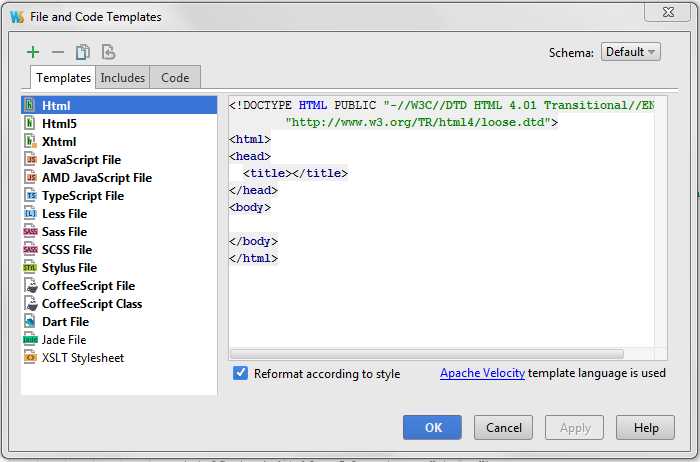 File and Code Templates
Schema: Default
Templates Includes Code
Html
Html5
Xhtml
JavaScript File
AMD JavaScript File
TypeScript File
Less File
Sass File
SCSS File
Stylus File
CoffeeScript File
CoffeeScript Class
Dart File
Jade File
XSLT Stylesheet
<!DOCTYPE HTML PUBLIC "-//W3C//DTD HTML 4.01 Transitional//EN
"http://www.w3.org/TR/html4/loose.dtd">
<html>
<head>
<title></title>
</head>
<body>
</body>
</html>
Reformat according to style
Apache Velocity template language is used
OK Cancel Apply Help